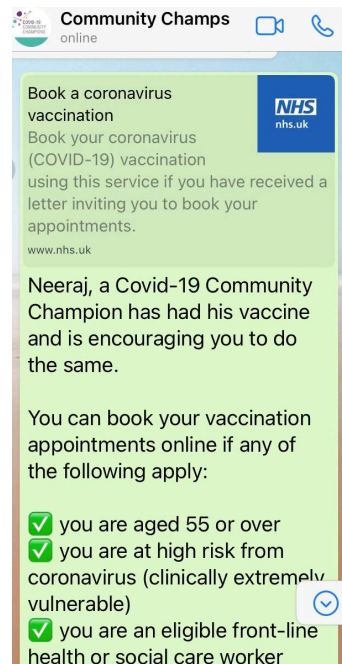 Community Champs
online
COVID-19
COMMUNITY
CHAMPIONS
Book a coronavirus
vaccination
NHS
nhs.uk
Book your coronavirus
(COVID-19) vaccination
using this service if you have received a
letter inviting you to book your
appointments.
www.nhs.uk
Neeraj, a Covid-19 Community
Champion has had his vaccine
and is encouraging you to do
the same.
You can book your vaccination
appointments online if any of
the following apply:
✅ you are aged 55 or over
✅ you are at high risk from
coronavirus (clinically extremely
vulnerable)
✅ you are an eligible front-line
health or social care worker